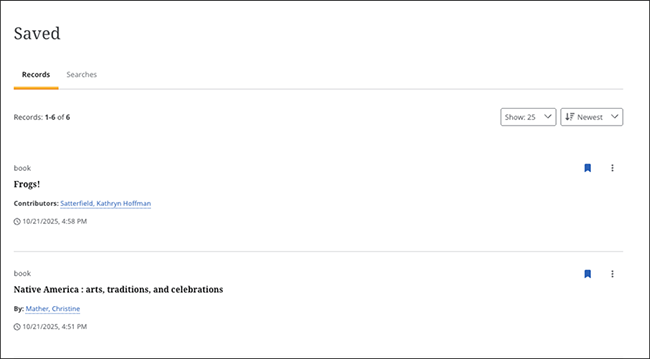 Saved
Records Searches
Records: 1-6 of 6
Show: 25 Newest
book
Frogs!
Contributors: Satterfield, Kathryn Hoffman
10/21/2025, 4:58 PM
book
Native America : arts, traditions, and celebrations
By: Mather, Christine
10/21/2025, 4:51 PM